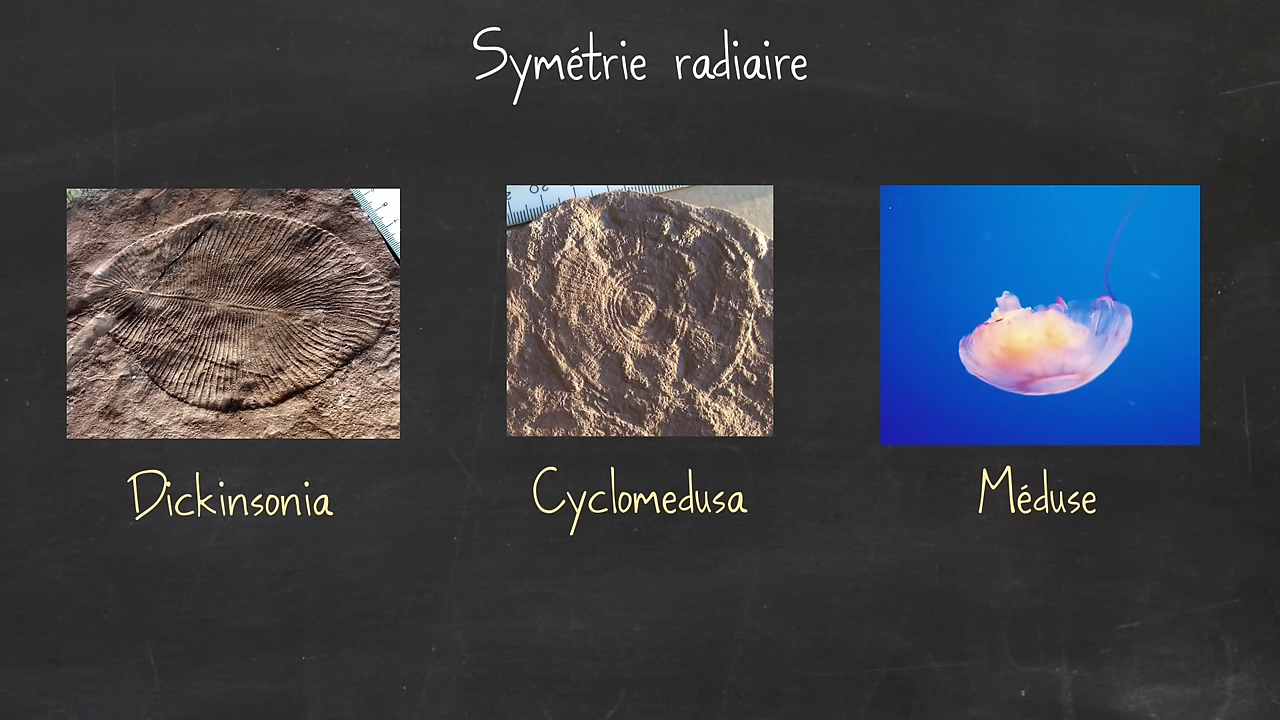 Symétrie radiaire
Dickinsonia
Cyclomedusa
Méduse